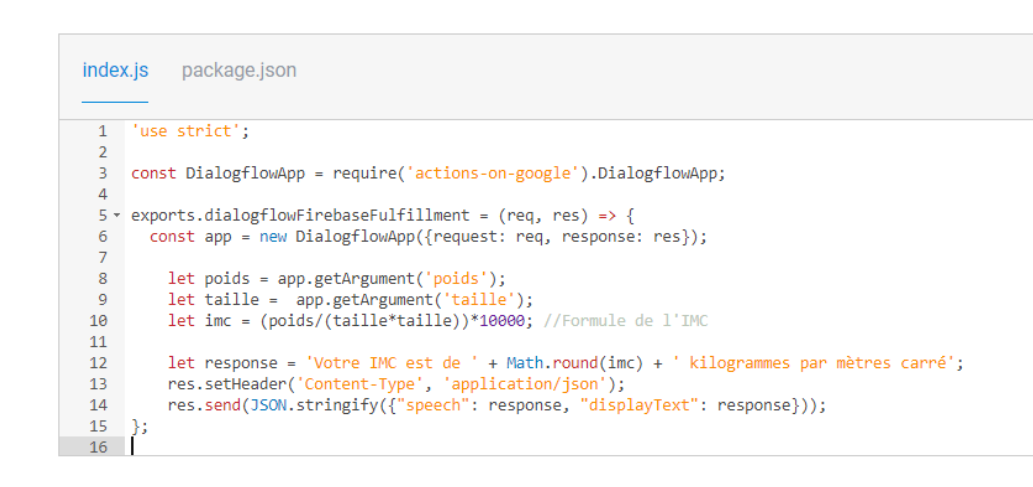 index.js package.json
1 'use strict';
2
3 const DialogflowApp = require('actions-on-google').DialogflowApp;
4
5 exports.dialogflowFirebaseFulfillment = (req, res) => {
6 const app = new DialogflowApp({request: req, response: res});
7
8 let poids = app.getArgument('poids');
9 let taille =  app.getArgument('taille');
10 let imc = (poids/(taille*taille))*10000; //Formule de l'IMC
11
12 let response = 'Votre IMC est de ' + Math.round(imc) + ' kilogrammes par mètres carré';
13 res.setHeader('Content-Type', 'application/json');
14 res.send(JSON.stringify({"speech": response, "displayText": response}));
15 };
16